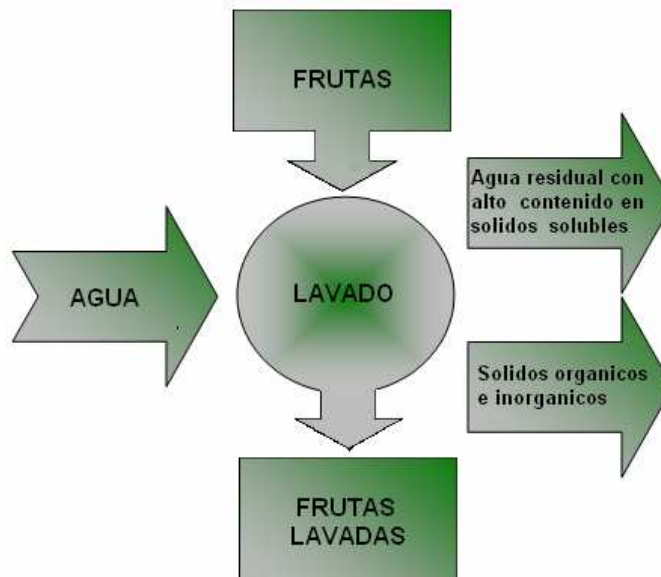 FRUTAS
Agua residual con
alto contenido en
solidos solubles
AGUA
LAVADO
Solidos organicos
e inorganicos
FRUTAS
LAVADAS